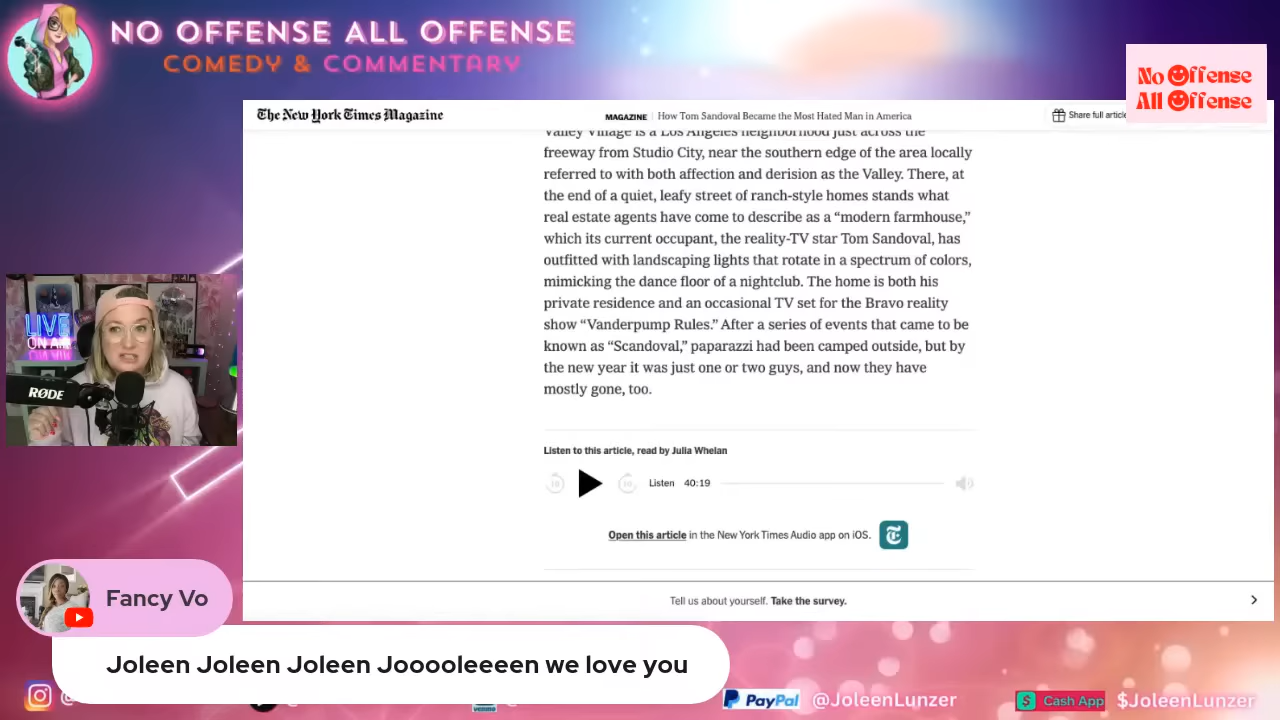 NO OFFENSE ALL OFFENSE
COMEDY & COMMENTARY
No Offense
All Offense
The New York Times Magazine
MAGAZINE
How Tom Sandoval Became the Most Hated Man in America
Share full article
Valley Village is a Los Angeles neighborhood just across the
freeway from Studio City, near the southern edge of the area locally
referred to with both affection and derision as the Valley. There, at
the end of a quiet, leafy street of ranch-style homes stands what
real estate agents have come to describe as a “modern farmhouse,”
which its current occupant, the reality-TV star Tom Sandoval, has
outfitted with landscaping lights that rotate in a spectrum of colors,
mimicking the dance floor of a nightclub. The home is both his
private residence and an occasional TV set for the Bravo reality
show “Vanderpump Rules.” After a series of events that came to be
known as “Scandoval,” paparazzi had been camped outside, but by
the new year it was just one or two guys, and now they have
mostly gone, too.
LIVE
ON AIR
RØDE
Listen to this article, read by Julia Whelan
10
10
Listen 40:19
Open this article in the New York Times Audio app on iOS.
Tell us about yourself. Take the survey.
Fancy Vo
Joleen Joleen Joleen Jooooleeeen we love you
@
venmo
PayPal @JoleenLunzer
Cash App $JoleenLunzer